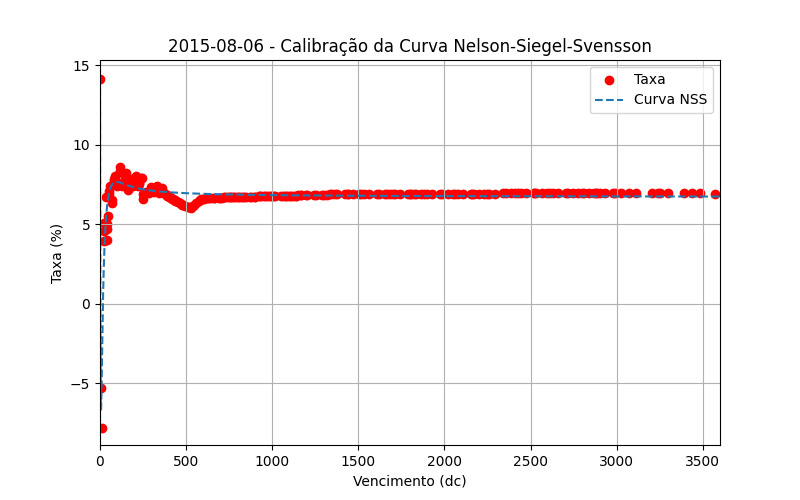 2015-08-06 - Calibração da Curva Nelson-Siegel-Svensson
Taxa
Curva NSS
Taxa (%)
15
10
5
0
−5
0 500 1000 1500 2000 2500 3000 3500
Vencimento (dc)